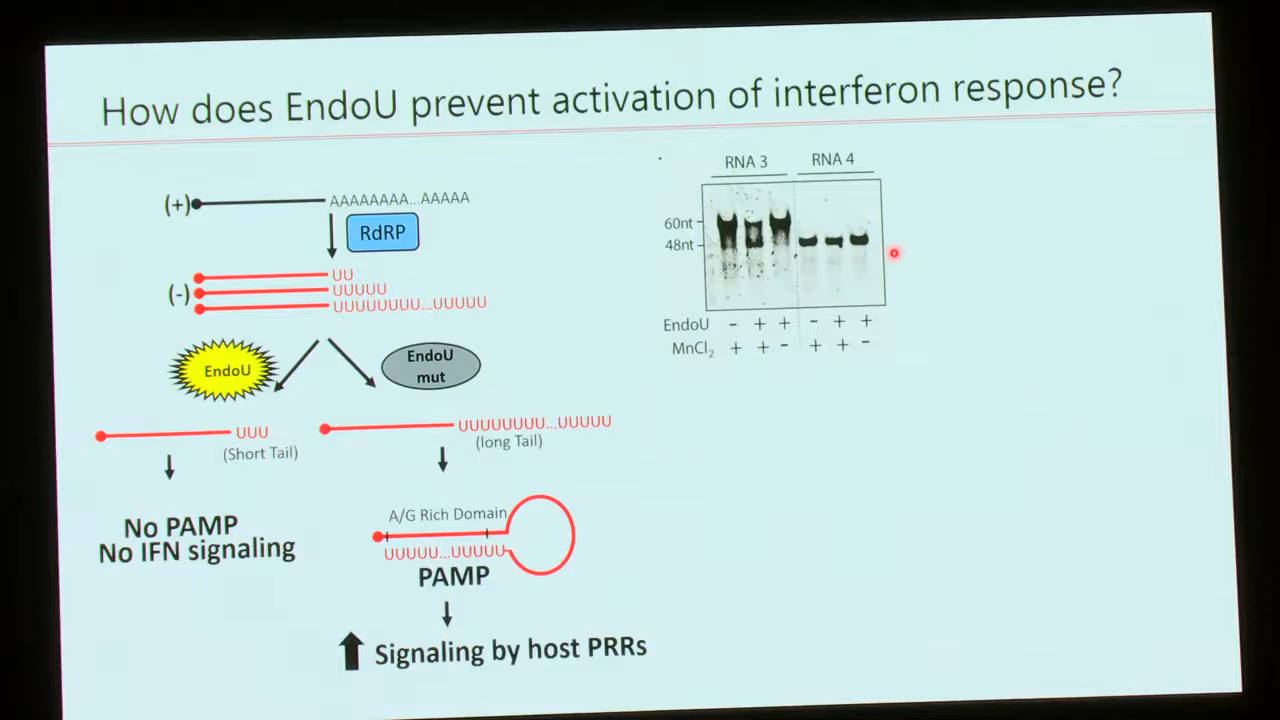 How does EndoU prevent activation of interferon response?
(+)
AAAAAAAA...AAAAA
RdRP
(-)
UU
UUUUU
UUUUUUUU...UUUUU
EndoU
EndoU
mut
UUU
(Short Tail)
UUUUUUUU...UUUUU
(long Tail)
No PAMP
No IFN signaling
A/G Rich Domain
UUUUU...UUUUU
PAMP
Signaling by host PRRs
RNA 3 RNA 4
60nt
48nt
EndoU - + + - + +
MnCl2 + + - + + -